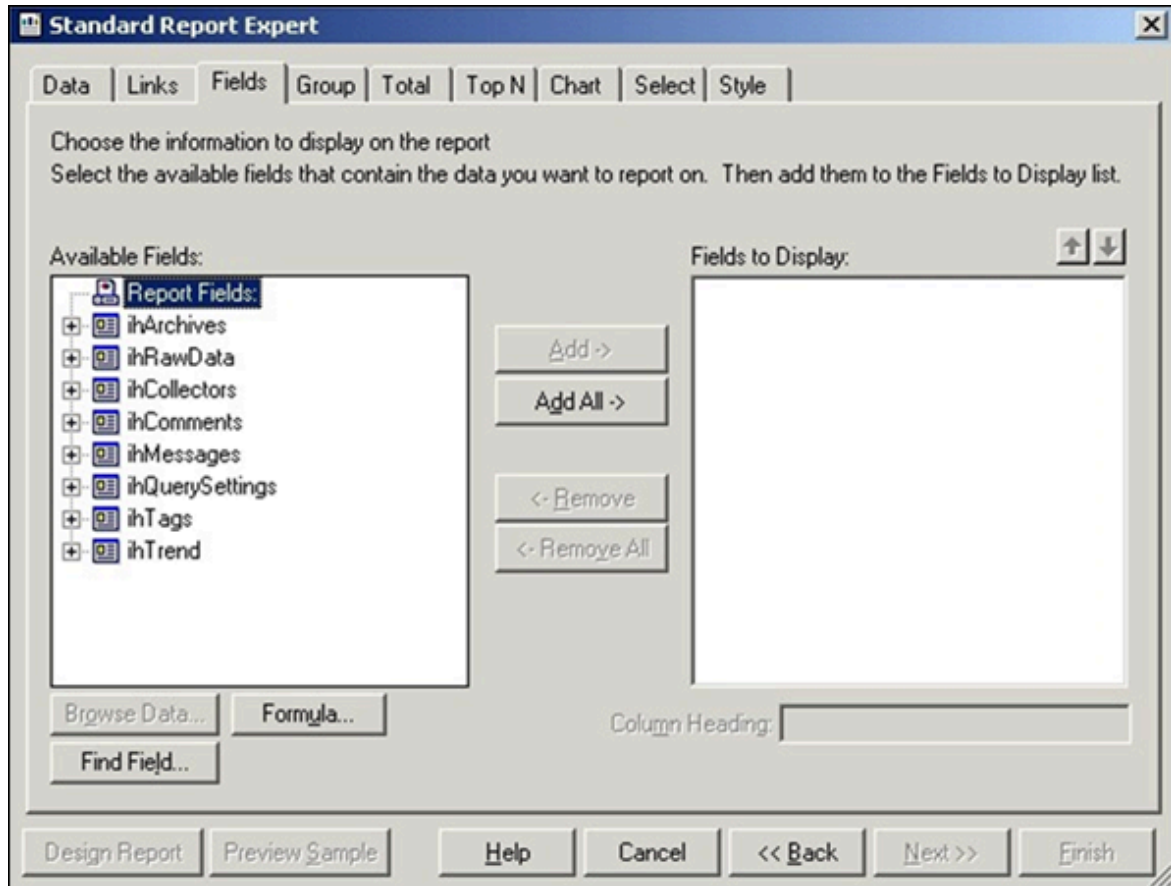 Standard Report Expert
Data Links Fields Group Total Top N Chart Select Style
Choose the information to display on the report
Select the available fields that contain the data you want to report on. Then add them to the Fields to Display list.
Available Fields:
Fields to Display:
Report Fields:
ihArchives
ihRawData
ihCollectors
ihComments
ihMessages
ihQuerySettings
ihTags
ihTrend
Add ->
Add All ->
<- Remove
<- Remove All
Browse Data...
Formula...
Find Field...
Column Heading:
Design Report Preview Sample Help Cancel << Back Next >> Finish